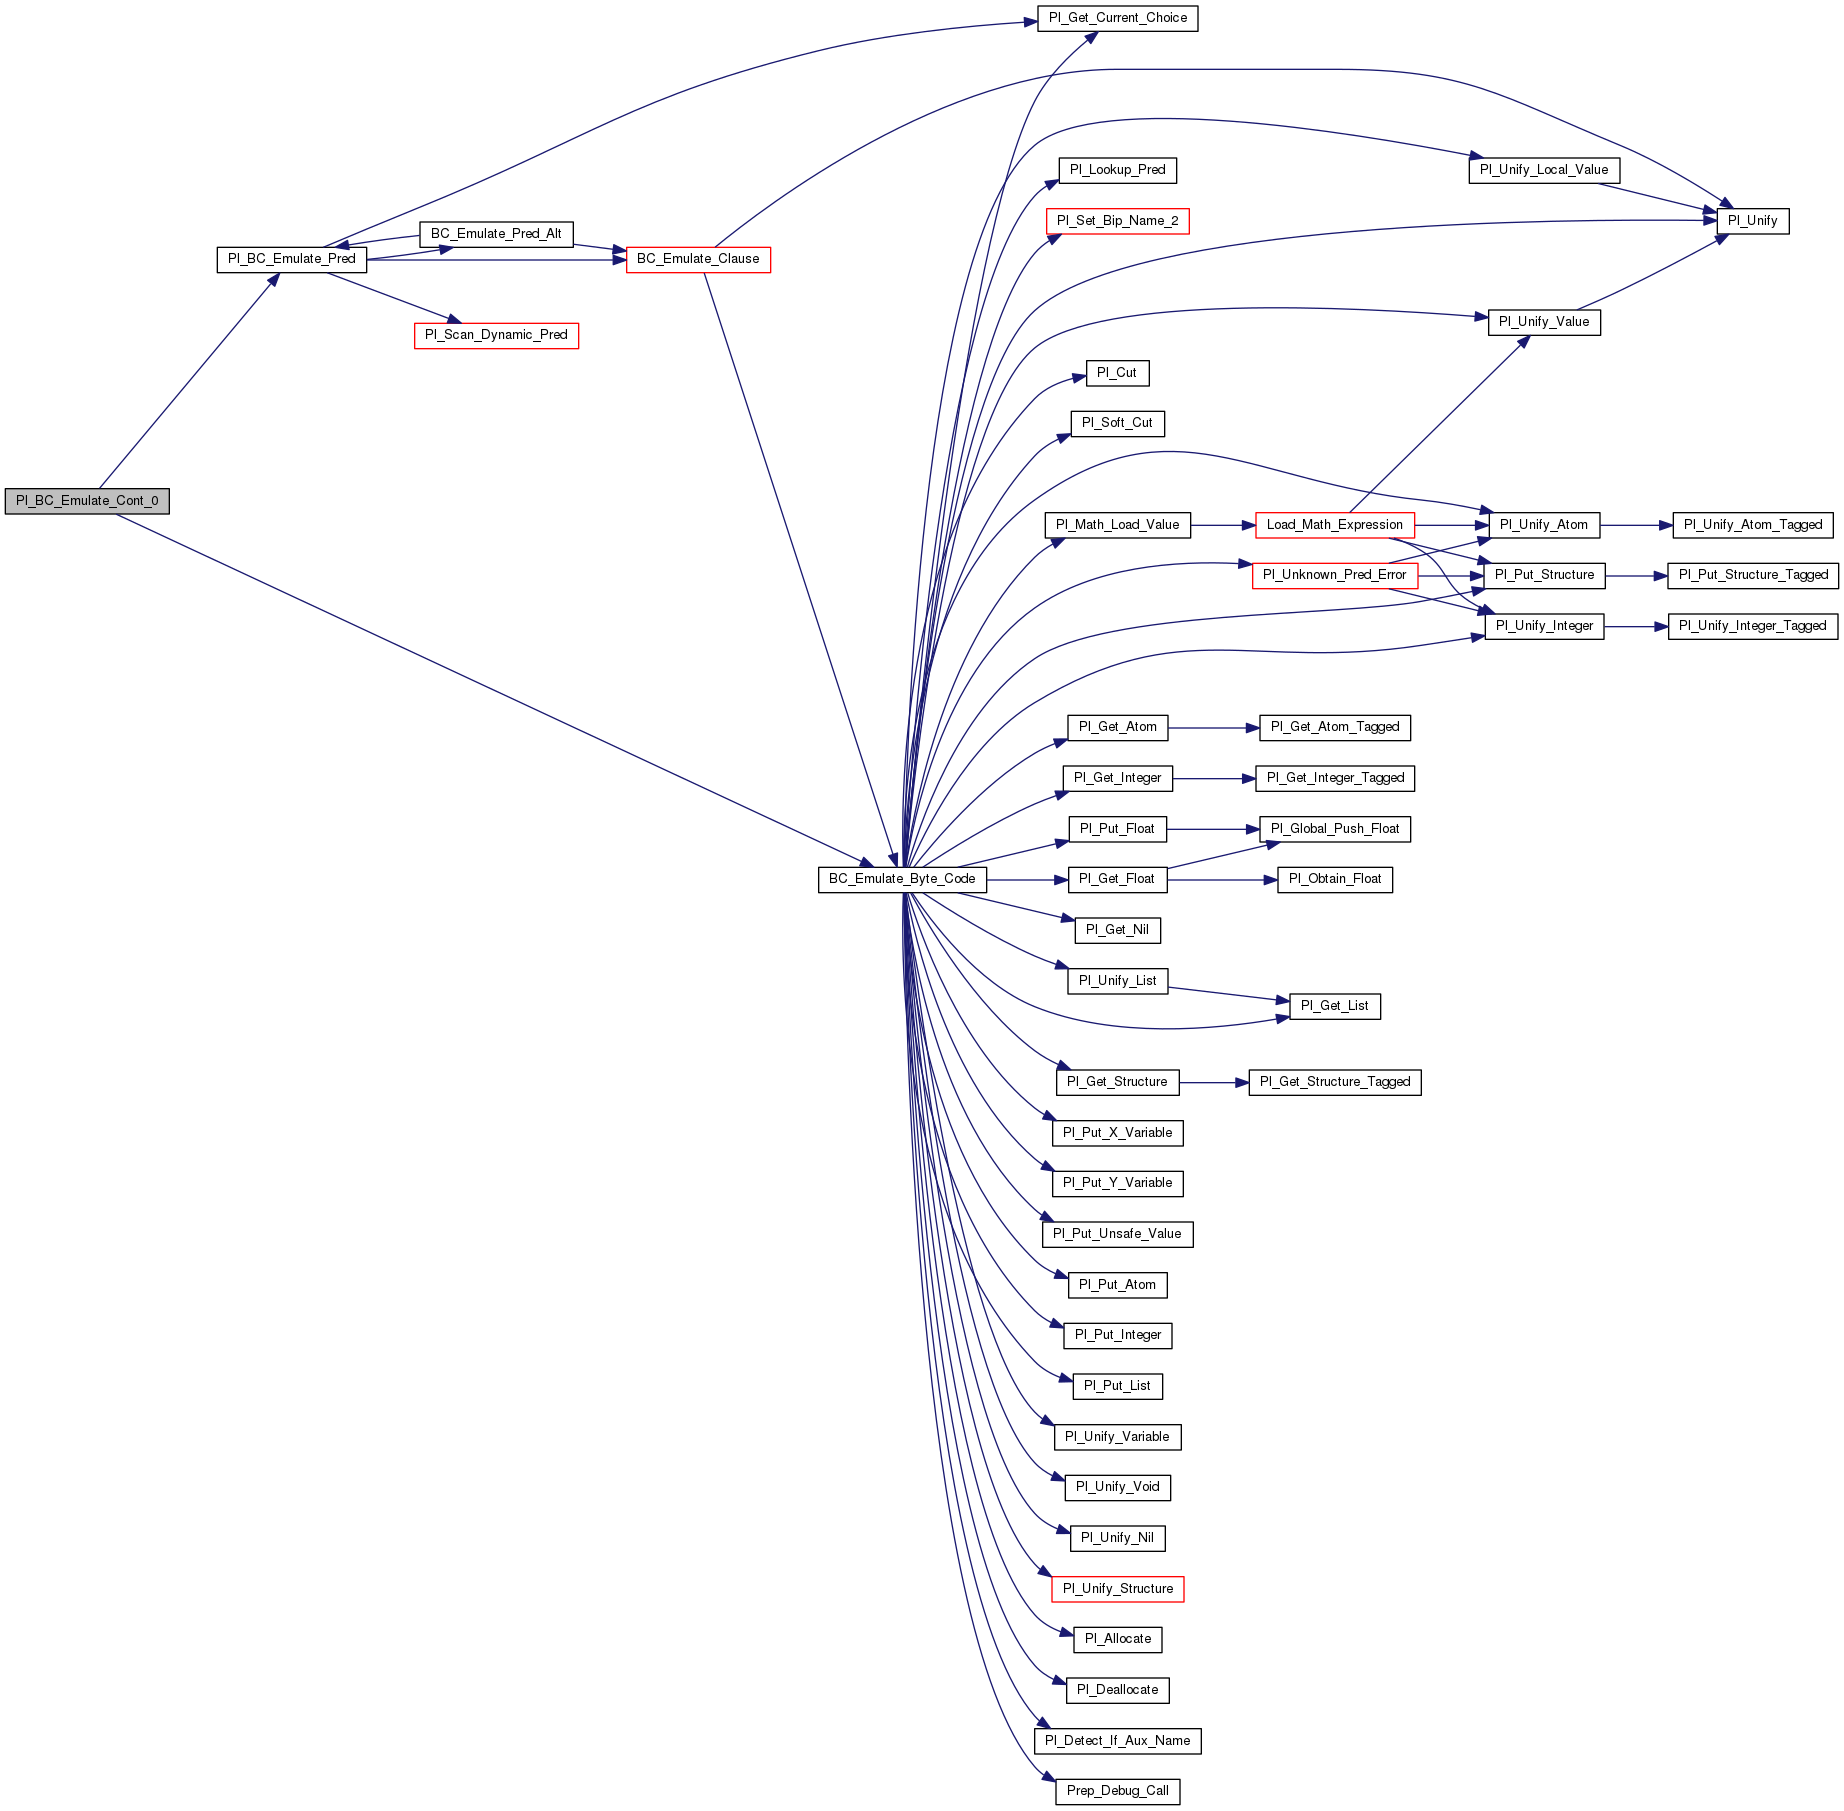 Pl_Get_Current_Choice
Pl_Lookup_Pred
Pl_Unify_Local_Value
Pl_Set_Bip_Name_2
Pl_Unify
BC_Emulate_Pred_Alt
Pl_BC_Emulate_Pred
BC_Emulate_Clause
Pl_Scan_Dynamic_Pred
Pl_Unify_Value
Pl_Cut
Pl_Soft_Cut
Pl_BC_Emulate_Cont_0
Pl_Math_Load_Value
Load_Math_Expression
Pl_Unify_Atom
Pl_Unify_Atom_Tagged
Pl_Unknown_Pred_Error
Pl_Put_Structure
Pl_Put_Structure_Tagged
Pl_Unify_Integer
Pl_Unify_Integer_Tagged
Pl_Get_Atom
Pl_Get_Atom_Tagged
Pl_Get_Integer
Pl_Get_Integer_Tagged
Pl_Put_Float
Pl_Global_Push_Float
BC_Emulate_Byte_Code
Pl_Get_Float
Pl_Obtain_Float
Pl_Get_Nil
Pl_Unify_List
Pl_Get_List
Pl_Get_Structure
Pl_Get_Structure_Tagged
Pl_Put_X_Variable
Pl_Put_Y_Variable
Pl_Put_Unsafe_Value
Pl_Put_Atom
Pl_Put_Integer
Pl_Put_List
Pl_Unify_Variable
Pl_Unify_Void
Pl_Unify_Nil
Pl_Unify_Structure
Pl_Allocate
Pl_Deallocate
Pl_Detect_If_Aux_Name
Prep_Debug_Call